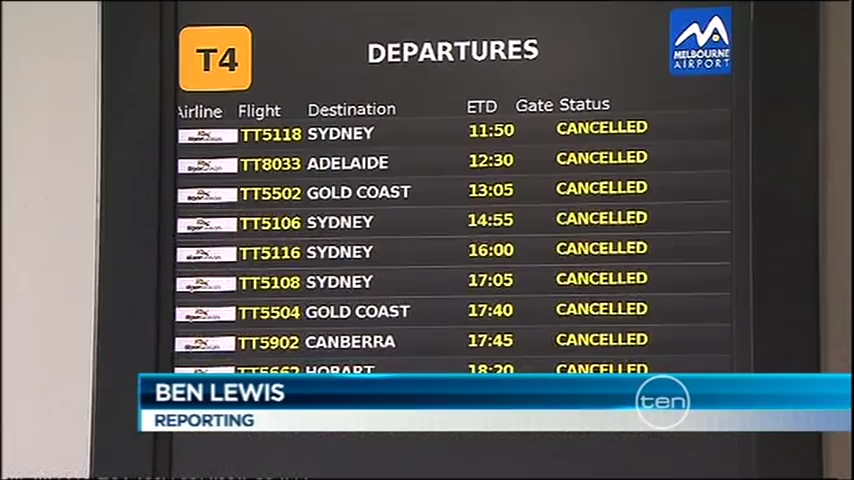 T4
DEPARTURES
MELBOURNE
AIRPORT
Airline Flight Destination ETD Gate Status
TT5118 SYDNEY 11:50 CANCELLED
TT8033 ADELAIDE 12:30 CANCELLED
TT5502 GOLD COAST 13:05 CANCELLED
TT5106 SYDNEY 14:55 CANCELLED
TT5116 SYDNEY 16:00 CANCELLED
TT5108 SYDNEY 17:05 CANCELLED
TT5504 GOLD COAST 17:40 CANCELLED
TT5902 CANBERRA 17:45 CANCELLED
TT5662 HOBART 18:20 CANCELLED
BEN LEWIS
ten
REPORTING